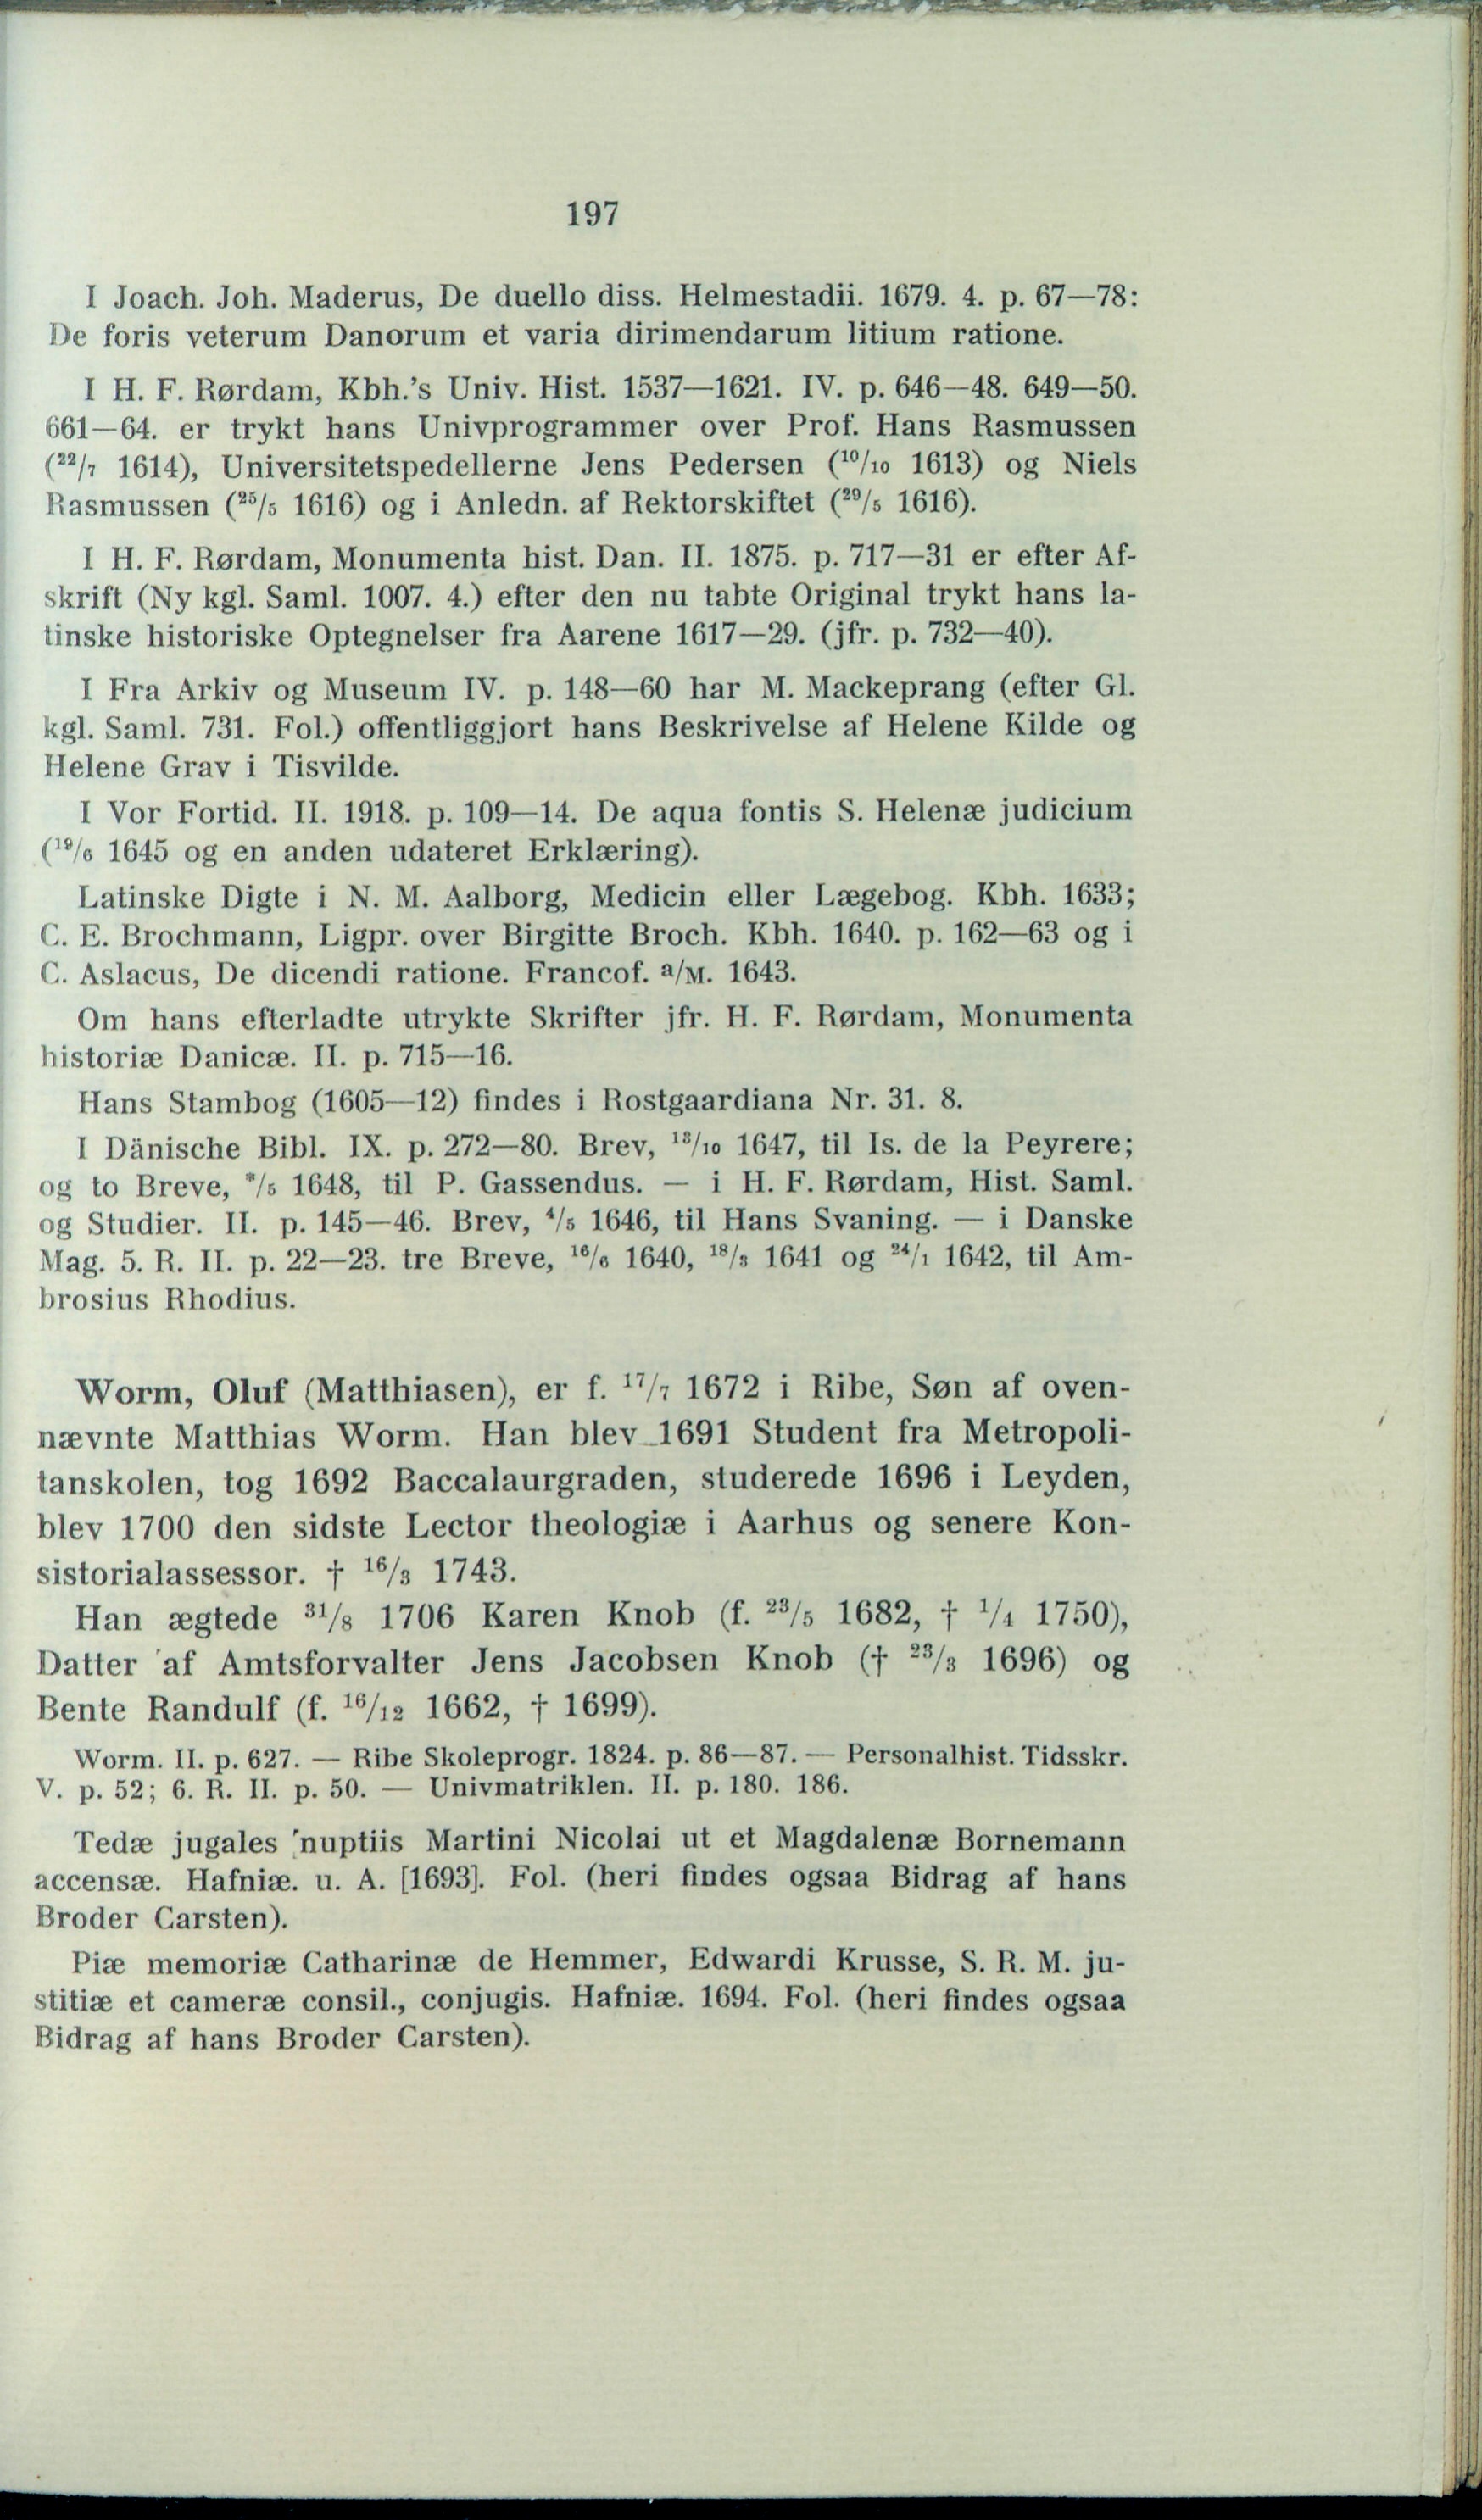 197
I Joach. Joh. Maderus, De duello diss. Helmestadii. 1679. 4. p. 67—78:
De foris veterum Danorum et varia dirimendarum litium ratione.
I H. F. Rørdam, Kbh.'s Univ. Hist. 1537—1621. IV. p. 646—48. 649—50.
661—64. er trykt hans Univprogrammer over Prof. Hans Rasmussen
(22/7 1614), Universitetspedellerne Jens Pedersen (10/10 1613) og Niels
Rasmussen (25/5 1616) og i Anledn. af Rektorskiftet (29/5 1616).
I H. F. Rørdam, Monumenta hist. Dan. II. 1875. p. 717—31 er efter Af-
skrift (Ny kgl. Saml. 1007. 4.) efter den nu tabte Original trykt hans la-
tinske historiske Optegnelser fra Aarene 1617—29. (jfr. p. 732—40).
I Fra Arkiv og Museum IV. p. 148—60 har M. Mackeprang (efter Gl.
kgl. Saml. 731. Fol.) offentliggjort hans Beskrivelse af Helene Kilde og
Helene Grav i Tisvilde.
I Vor Fortid. II. 1918. p. 109—14. De aqua fontis S. Helenæ judicium
(19/6 1645 og en anden udateret Erklæring).
Latinske Digte i N. M. Aalborg, Medicin eller Lægebog. Kbh. 1633;
C. E. Brochmann, Ligpr. over Birgitte Broch. Kbh. 1640. p. 162—63 og i
C. Aslacus, De dicendi ratione. Francof. a/M. 1643.
Om hans efterladte utrykte Skrifter jfr. H. F. Rørdam, Monumenta
historiæ Danicæ. II. p. 715—16.
Hans Stambog (1605—12) findes i Rostgaardiana Nr. 31. 8.
I Dänische Bibl. IX. p. 272—80. Brev, 13/10 1647, til Is. de la Peyrere;
og to Breve, 1648, til P. Gassendus. — i H. F. Rørdam, Hist. Saml.
og Studier. II. p. 145—46. Brev, 4/5 1646, til Hans Svaning. — i Danske
Mag. 5. R. II. p. 22—23. tre Breve, 16/6 1640, 18/3 1641 og 24/1 1642, til Am-
brosius Rhodius.
Worm, Oluf (Matthiasen), er f. 17/7 1672 i Ribe, Søn af oven-
nævnte Matthias Worm. Han blev 1691 Student fra Metropoli-
tanskolen, tog 1692 Baccalaurgraden, studerede 1696 i Leyden,
blev 1700 den sidste Lector theologiæ i Aarhus og senere Kon-
sistorialassessor. † 16/3 1743.
Han ægtede 31/8 1706 Karen Knob (f. 23/5 1682, † 1/4 1750),
Datter af Amtsforvalter Jens Jacobsen Knob († 23/3 1696) og
Bente Randulf (f. 16/12 1662, † 1699).
Worm. II. p. 627. — Ribe Skoleprogr. 1824. p. 86—87. — Personalhist. Tidsskr.
V. p. 52; 6. R. II. p. 50. — Univmatriklen. II. p. 180. 186.
Tedæ jugales nuptiis Martini Nicolai ut et Magdalenæ Bornemann
accensæ. Hafniæ. u. A. [1693]. Fol. (heri findes ogsaa Bidrag af hans
Broder Carsten).
Piæ memoriæ Catharinæ de Hemmer, Edwardi Krusse, S. R. M. ju-
stitiæ et cameræ consil., conjugis. Hafniæ. 1694. Fol. (heri findes ogsaa
Bidrag af hans Broder Carsten).